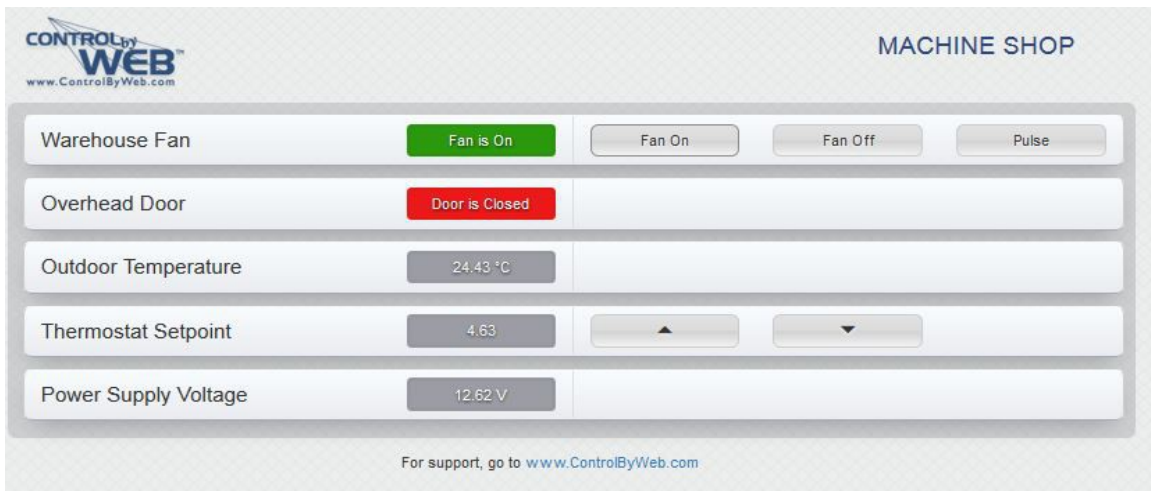 CONTROL by
WEB™
www.ControlByWeb.com
MACHINE SHOP
Warehouse Fan Fan is On Fan On Fan Off Pulse
Overhead Door Door is Closed
Outdoor Temperature 24.43 °C
Thermostat Setpoint 4.63
Power Supply Voltage 12.62 V
For support, go to www.ControlByWeb.com